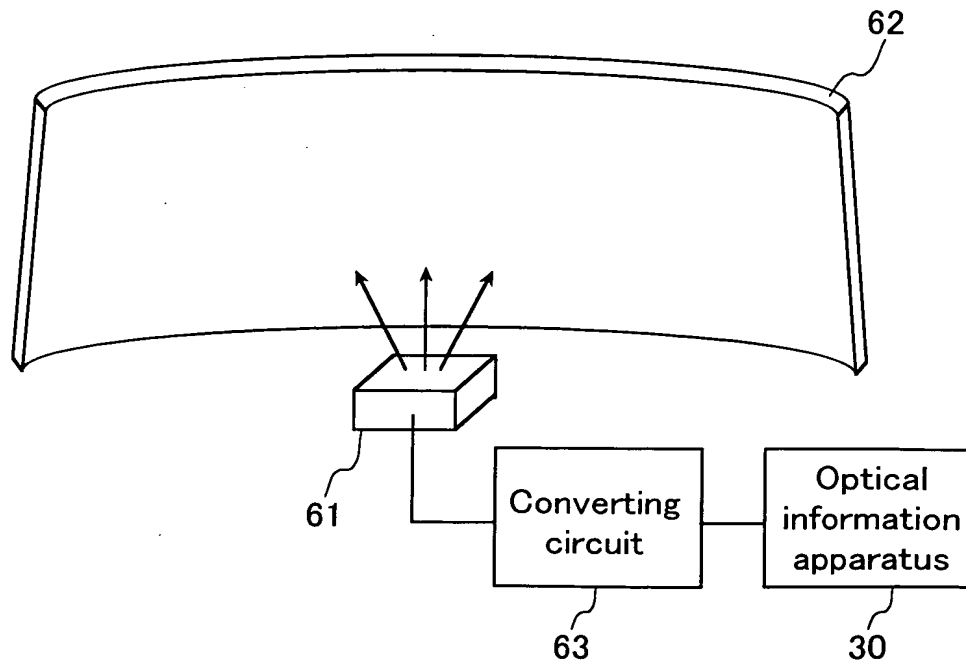 62
61
Converting
circuit
Optical
information
apparatus
63
30